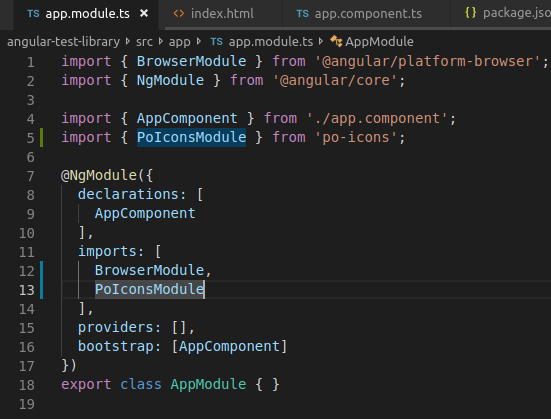 TS app.module.ts × <> index.html TS app.component.ts {} package.jso
angular-test-library > src > app > TS app.module.ts > AppModule
1 import { BrowserModule } from '@angular/platform-browser';
2 import { NgModule } from '@angular/core';
3
4 import { AppComponent } from './app.component';
5 import { PoIconsModule } from 'po-icons';
6
7 @NgModule({
8   declarations: [
9     AppComponent
10   ],
11   imports: [
12     BrowserModule,
13     PoIconsModule
14   ],
15   providers: [],
16   bootstrap: [AppComponent]
17 })
18 export class AppModule { }
19